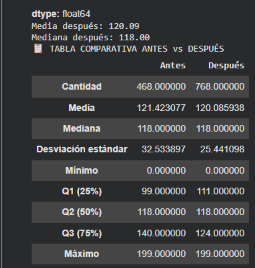 dtype: float64
Media después: 120.09
Mediana después: 118.00
📋 TABLA COMPARATIVA ANTES vs DESPUÉS
Antes Después
Cantidad 468.000000 768.000000
Media 121.423077 120.085938
Mediana 118.000000 118.000000
Desviación estándar 32.533897 25.441098
Mínimo 0.000000 0.000000
Q1 (25%) 99.000000 111.000000
Q2 (50%) 118.000000 118.000000
Q3 (75%) 140.000000 124.000000
Máximo 199.000000 199.000000